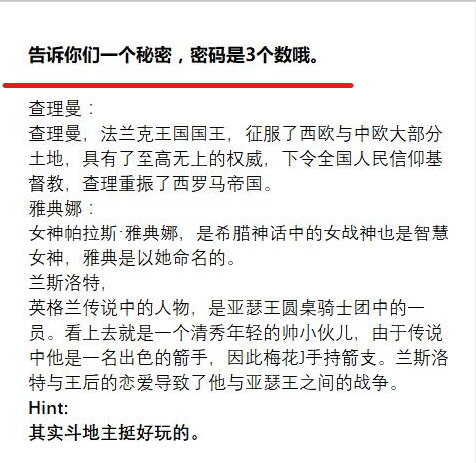 告诉你们一个秘密，密码是3个数哦。
查理曼：
查理曼，法兰克王国国王，征服了西欧与中欧大部分
土地，具有了至高无上的权威，下令全国人民信仰基
督教，查理重振了西罗马帝国。
雅典娜：
女神帕拉斯·雅典娜，是希腊神话中的女战神也是智慧
女神，雅典是以她命名的。
兰斯洛特，
英格兰传说中的人物，是亚瑟王圆桌骑士团中的一
员。看上去就是一个清秀年轻的帅小伙儿，由于传说
中他是一名出色的箭手，因此梅花J手持箭支。兰斯洛
特与王后的恋爱导致了他与亚瑟王之间的战争。
Hint:
其实斗地主挺好玩的。